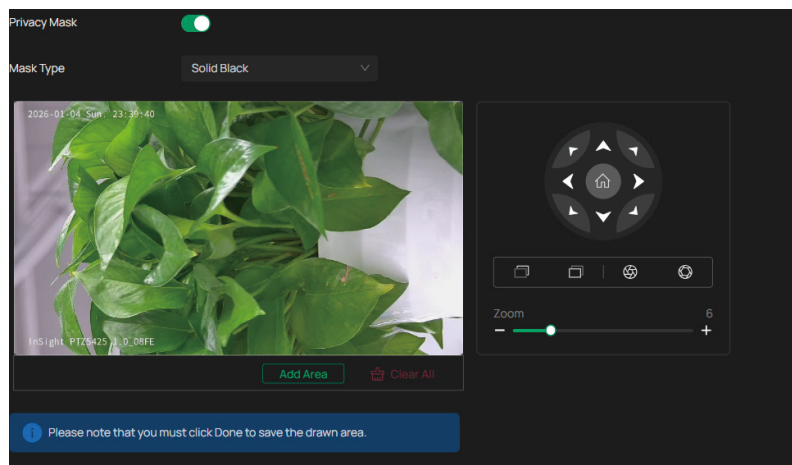 Privacy Mask
Mask Type
Solid Black
2026-01-04 Sun. 23:39:40
InSight PTZ5425 1.0_08FE
Add Area
Clear All
Zoom
6
Please note that you must click Done to save the drawn area.